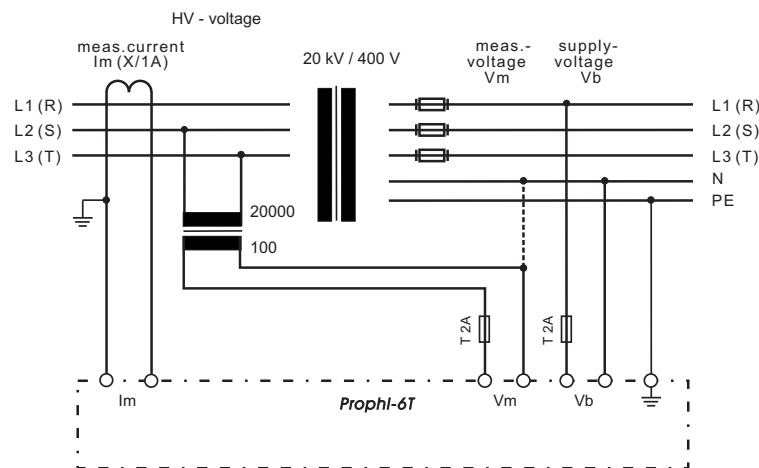 HV - voltage
meas.current
Im (X/1A)
20 kV / 400 V
meas.-
voltage
Vm
supply-
voltage
Vb
L1 (R)
L2 (S)
L3 (T)
L1 (R)
L2 (S)
L3 (T)
N
PE
20000
100
T 2A
T 2A
Im
Prophi-6T
Vm
Vb